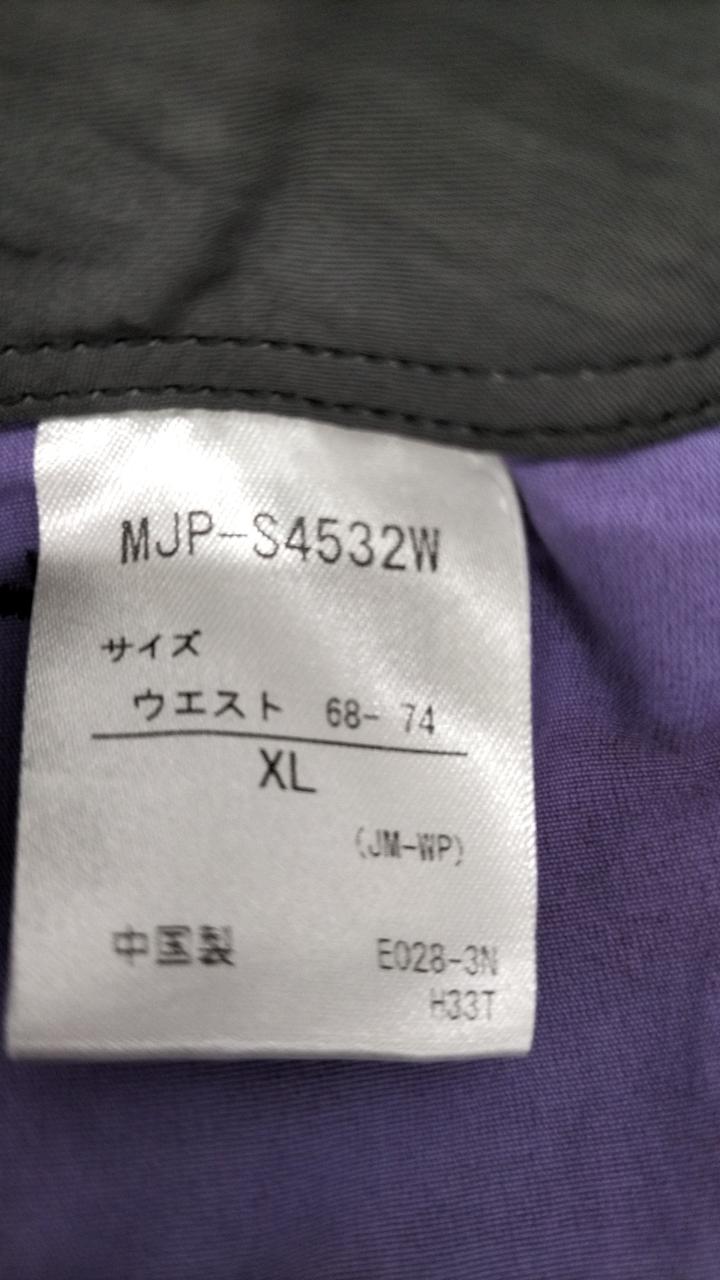 MJP-S4532W
サイズ
ウエスト 68- 74
XL
(JM-WP)
中国製 E028-3N
H33T